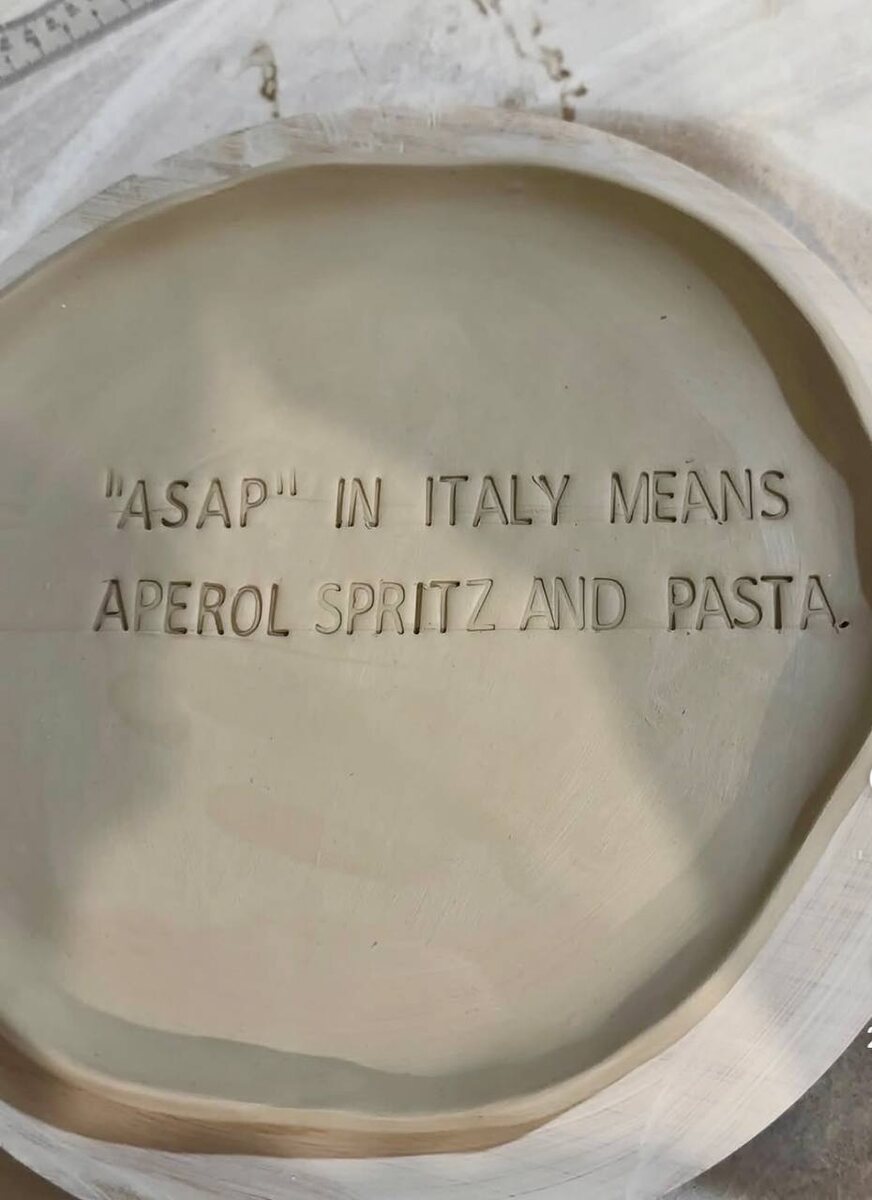 "ASAP" IN ITALY MEANS
APEROL SPRITZ AND PASTA.